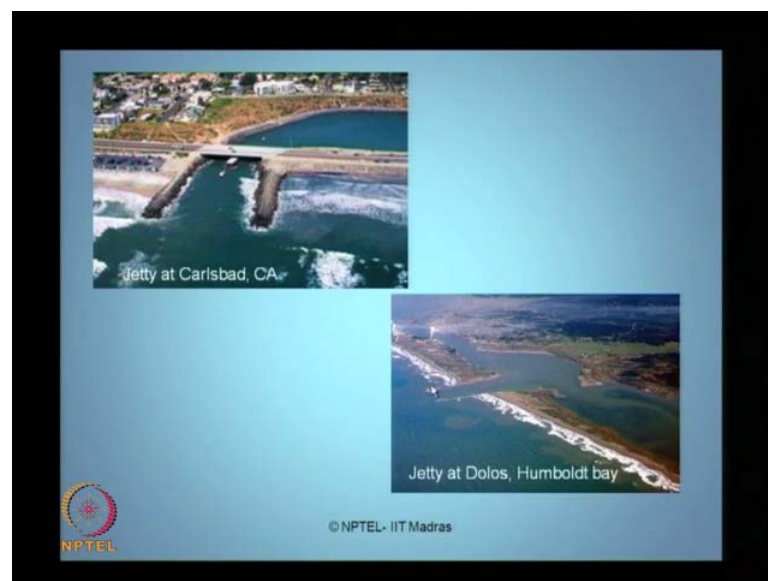 Jetty at Carlsbad, CA
Jetty at Dolos, Humboldt bay
NPTEL
© NPTEL- IIT Madras